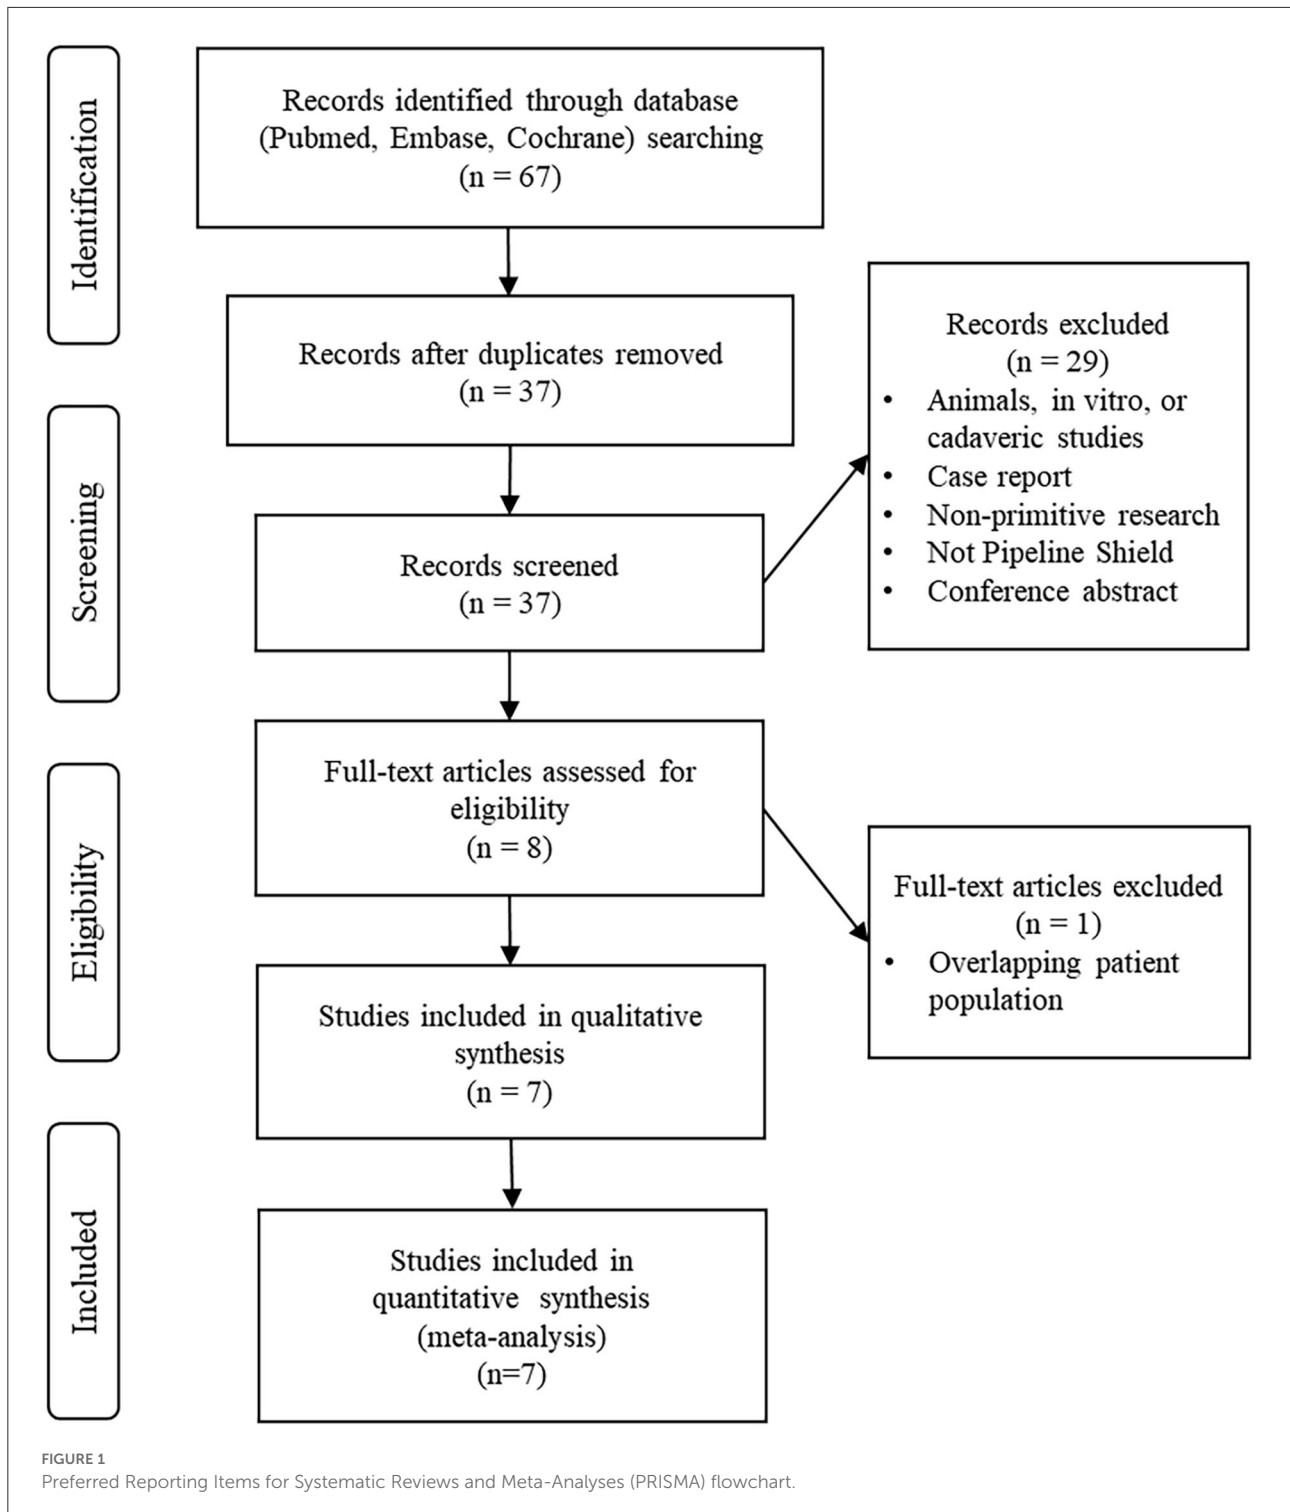 Identification
Records identified through database
(Pubmed, Embase, Cochrane) searching
(n = 67)
Records after duplicates removed
(n = 37)
Screening
Records screened
(n = 37)
Records excluded
(n = 29)
• Animals, in vitro, or
cadaveric studies
• Case report
• Non-primitive research
• Not Pipeline Shield
• Conference abstract
Eligibility
Full-text articles assessed for
eligibility
(n = 8)
Full-text articles excluded
(n = 1)
• Overlapping patient
population
Studies included in qualitative
synthesis
(n = 7)
Included
Studies included in
quantitative synthesis
(meta-analysis)
(n=7)
FIGURE 1
Preferred Reporting Items for Systematic Reviews and Meta-Analyses (PRISMA) flowchart.